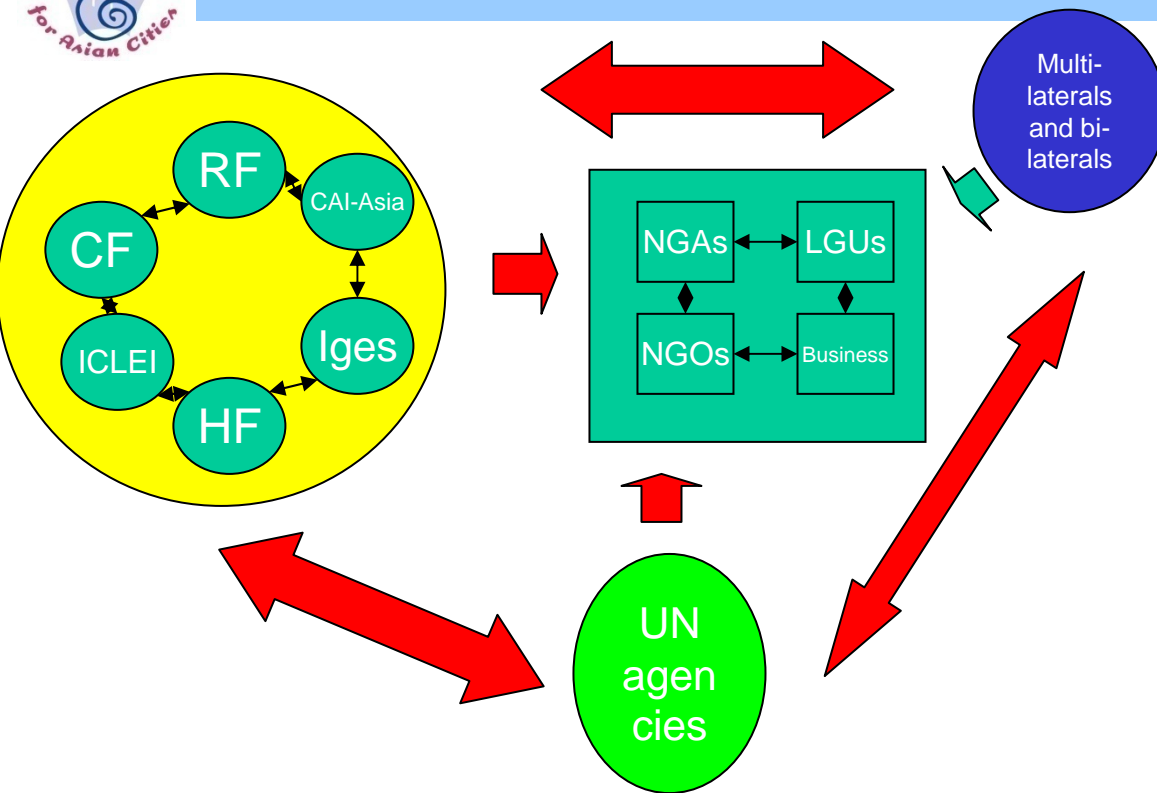 for Asian Cities
Multi-
laterals
and bi-
laterals
RF
CAI-Asia
CF
NGAs
LGUs
ICLEI
Iges
NGOs
Business
HF
UN
agen
cies